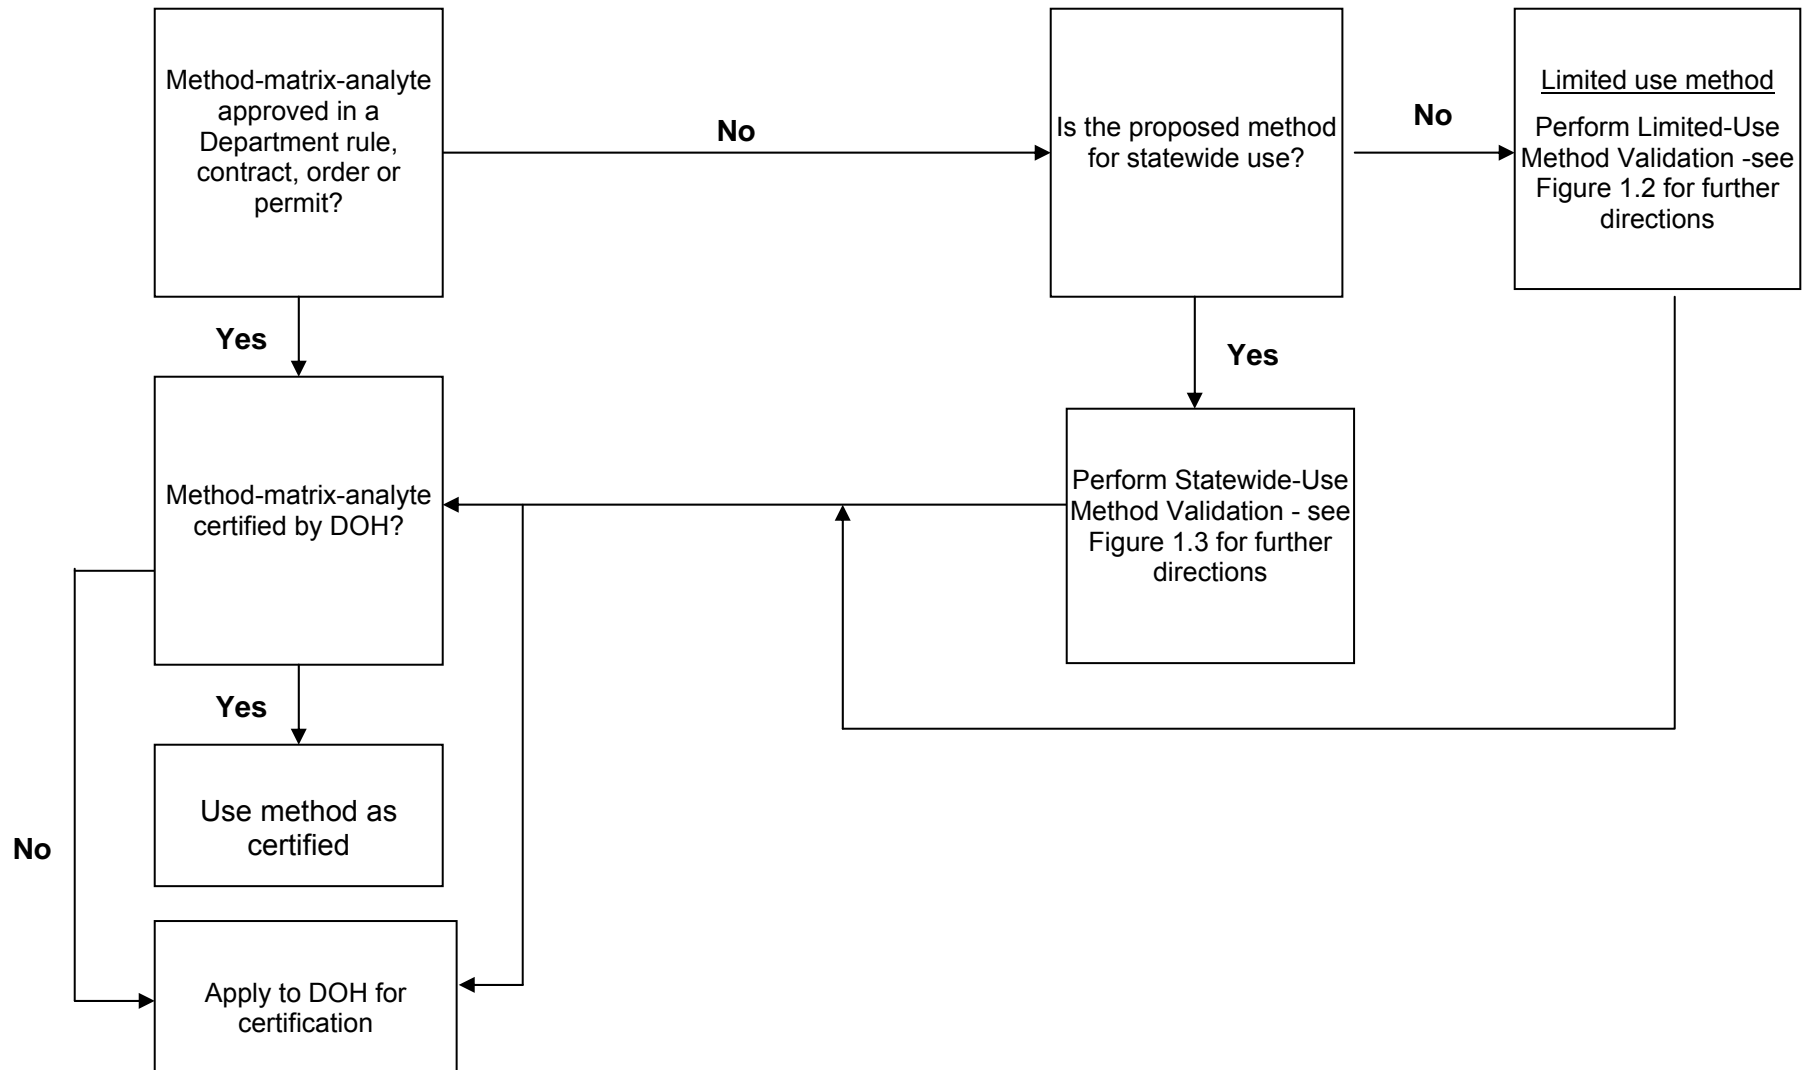 Method-matrix-analyte
approved in a
Department rule,
contract, order or
permit?
No
Is the proposed method
for statewide use?
No
Limited use method
Perform Limited-Use
Method Validation -see
Figure 1.2 for further
directions
Yes
Yes
Method-matrix-analyte
certified by DOH?
Perform Statewide-Use
Method Validation - see
Figure 1.3 for further
directions
Yes
Use method as
certified
No
Apply to DOH for
certification